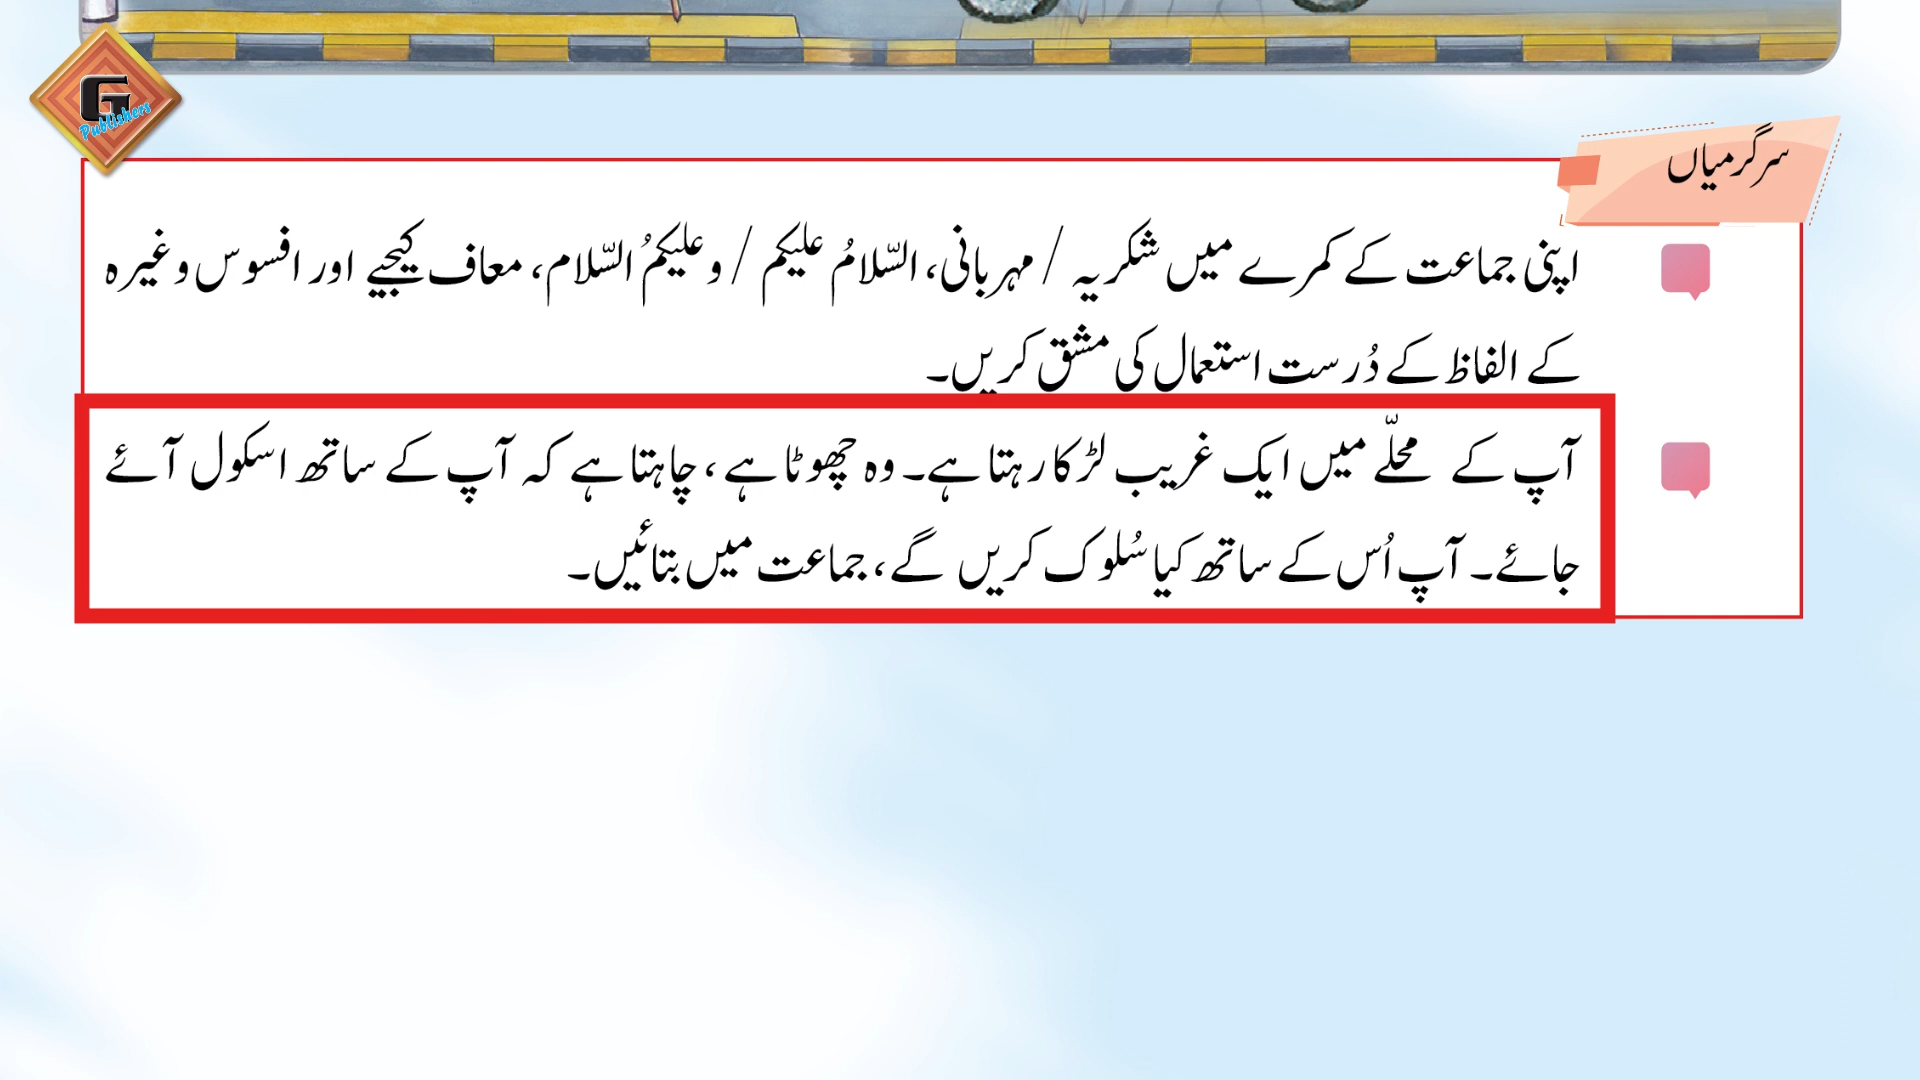 G
Publishers
سرگرمیاں
اپنی جماعت کے کمرے میں شکریہ / مہربانی، السّلامُ علیکم / وعلیکمُ السّلام، معاف کیجیے اور افسوس وغیرہ
کے الفاظ کے دُرست استعمال کی مشق کریں۔
آپ کے محلّے میں ایک غریب لڑکا رہتا ہے۔ وہ چھوٹا ہے، چاہتا ہے کہ آپ کے ساتھ اسکول آئے
جائے۔ آپ اُس کے ساتھ کیا سُلوک کریں گے، جماعت میں بتائیں۔